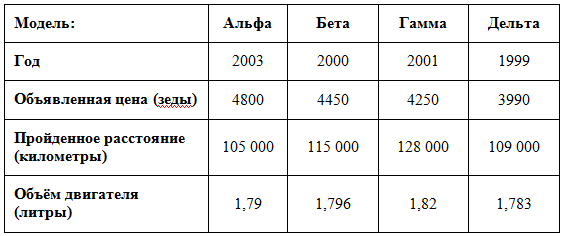 Модель: Альфа Бета Гамма Дельта
Год 2003 2000 2001 1999
Объявленная цена (зеды) 4800 4450 4250 3990
Пройденное расстояние
(километры) 105 000 115 000 128 000 109 000
Объём двигателя
(литры) 1,79 1,796 1,82 1,783